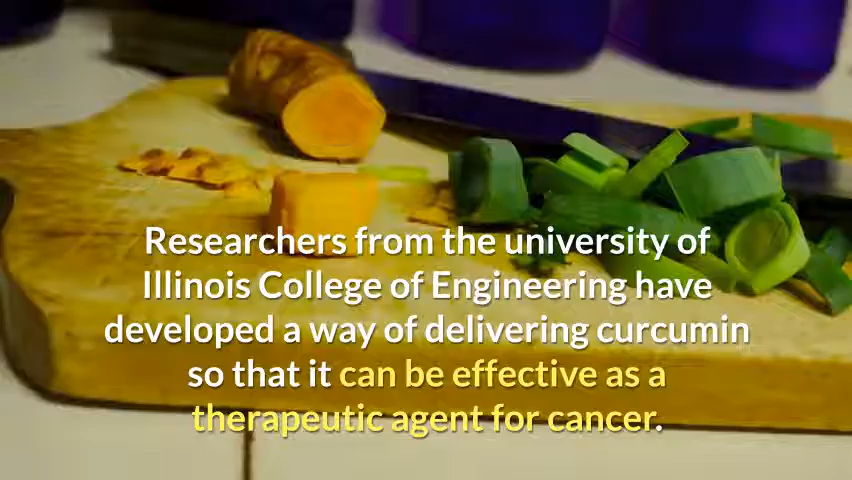 Researchers from the university of
Illinois College of Engineering have
developed a way of delivering curcumin
so that it can be effective as a
therapeutic agent for cancer.